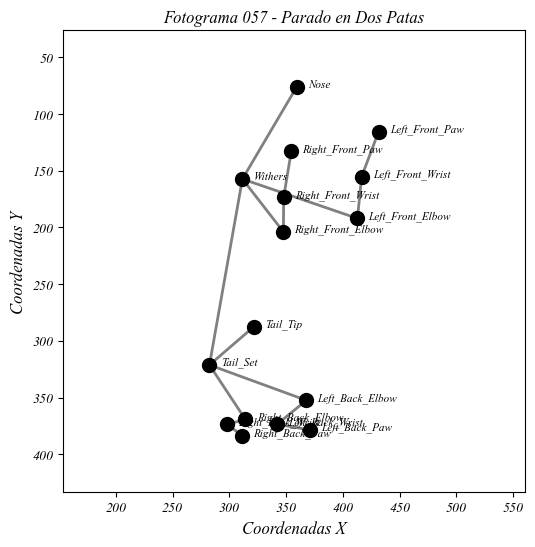 Fotograma 057 - Parado en Dos Patas
Nose
Left_Front_Paw
Right_Front_Paw
Withers
Left_Front_Wrist
Right_Front_Wrist
Left_Front_Elbow
Right_Front_Elbow
Tail_Tip
Tail_Set
Left_Back_Elbow
Right_Back_Elbow
Left_Back_Paw
Right_Back_Paw
50
100
150
200
250
300
350
400
Coordenadas Y
200
250
300
350
400
450
500
550
Coordenadas X